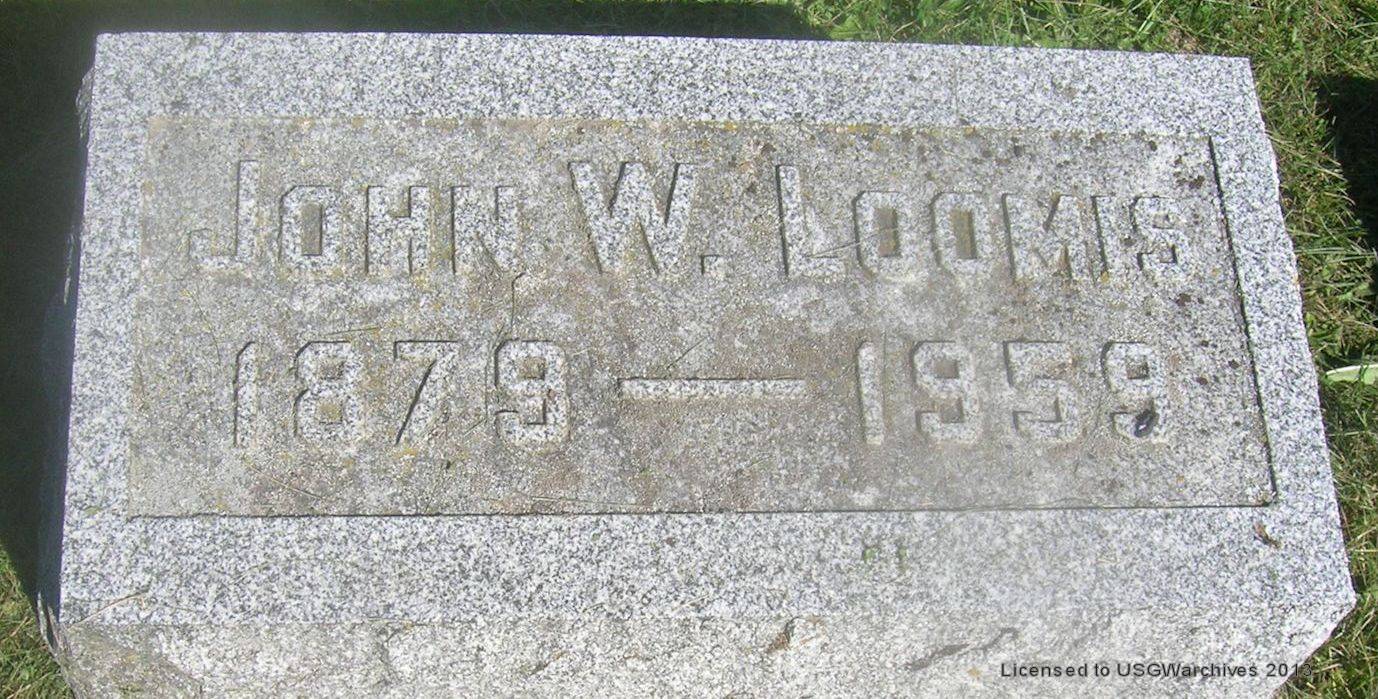 JOHN W. LOOMIS
1879 — 1959
Licensed to USGWarchives 2013